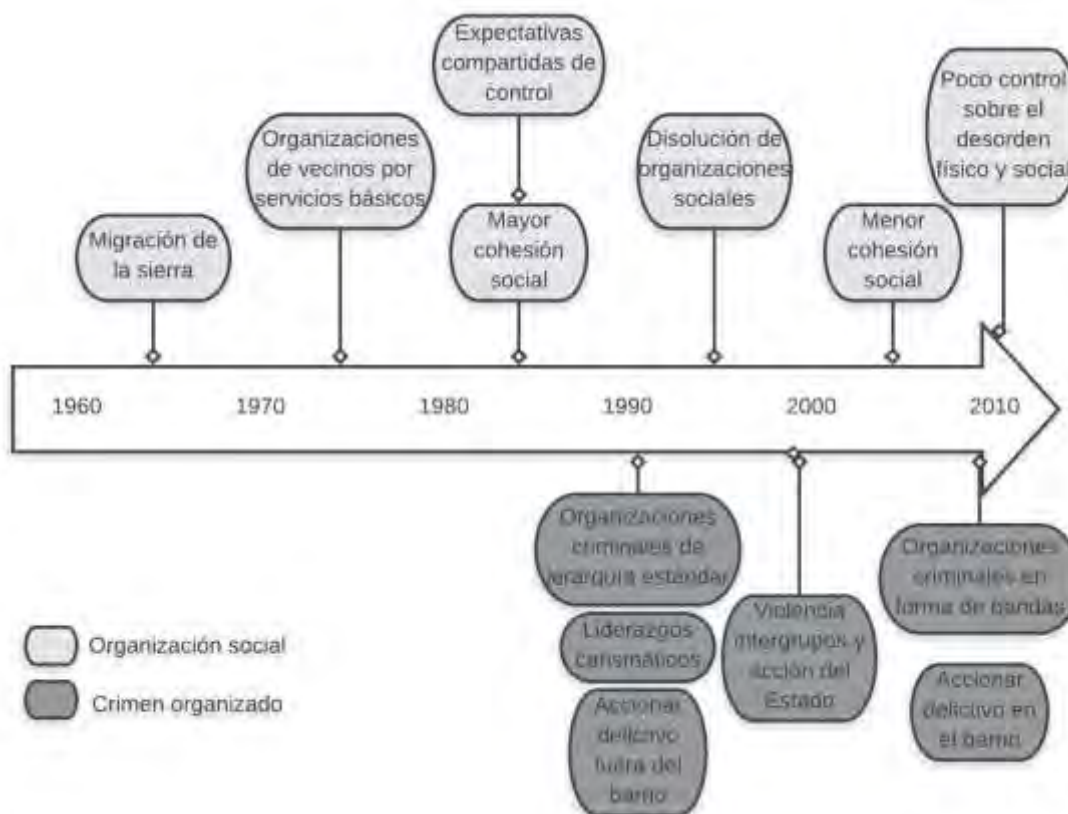 Migración de
la sierra
Organizaciones
de vecinos por
servicios básicos
Expectativas
compartidas de
control
Mayor
cohesión
social
Disolución de
organizaciones
sociales
Menor
cohesión
social
Poco control
sobre el
desorden
físico y social
1960
1970
1980
1990
2000
2010
Organizaciones
criminales de
jerarquía estándar
Liderazgos
carismáticos
Accionar
delictivo
fuera del
barrio
Violencia
intergrupos y
acción del
Estado
Organizaciones
criminales en
forma de bandas
Accionar
delictivo en
el barrio
Organización social
Crimen organizado